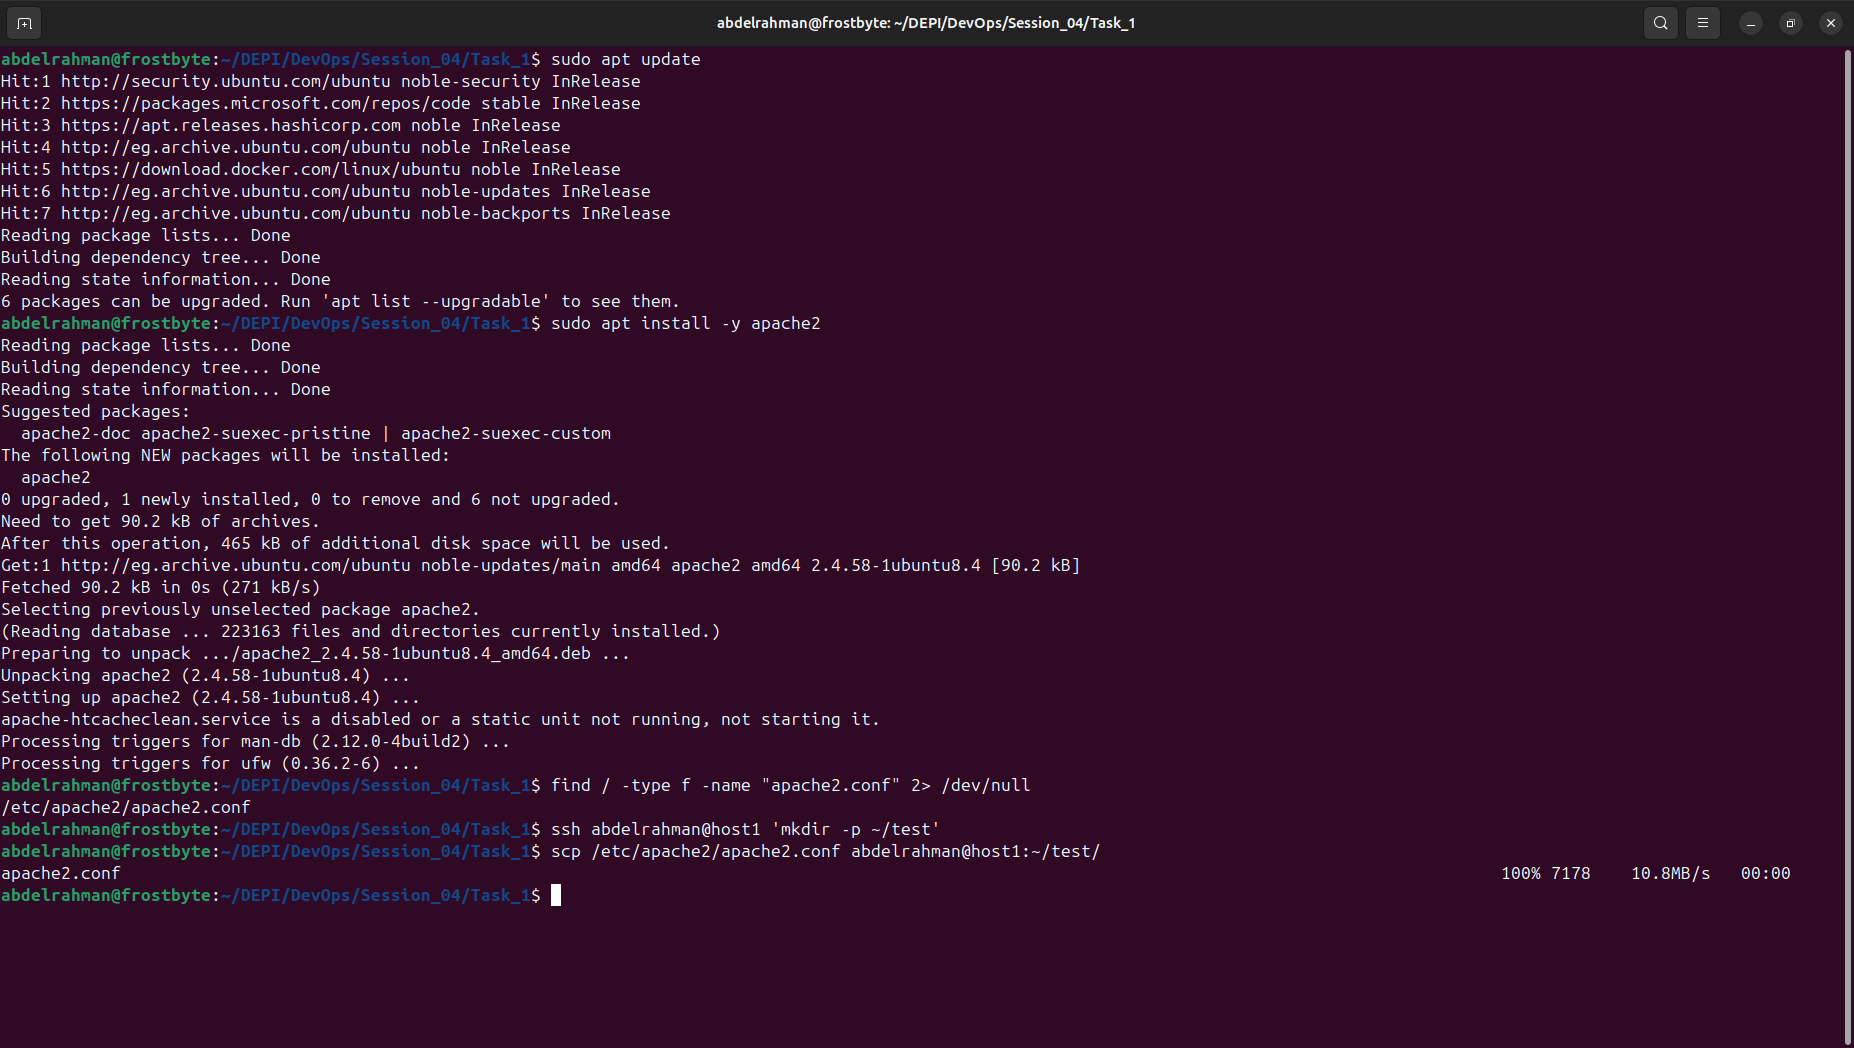 abdelrahman@frostbyte: ~/DEPI/DevOps/Session_04/Task_1
abdelrahman@frostbyte:~/DEPI/DevOps/Session_04/Task_1$ sudo apt update
Hit:1 http://security.ubuntu.com/ubuntu noble-security InRelease
Hit:2 https://packages.microsoft.com/repos/code stable InRelease
Hit:3 https://apt.releases.hashicorp.com noble InRelease
Hit:4 http://eg.archive.ubuntu.com/ubuntu noble InRelease
Hit:5 https://download.docker.com/linux/ubuntu noble InRelease
Hit:6 http://eg.archive.ubuntu.com/ubuntu noble-updates InRelease
Hit:7 http://eg.archive.ubuntu.com/ubuntu noble-backports InRelease
Reading package lists... Done
Building dependency tree... Done
Reading state information... Done
6 packages can be upgraded. Run 'apt list --upgradable' to see them.
abdelrahman@frostbyte:~/DEPI/DevOps/Session_04/Task_1$ sudo apt install -y apache2
Reading package lists... Done
Building dependency tree... Done
Reading state information... Done
Suggested packages:
  apache2-doc apache2-suexec-pristine | apache2-suexec-custom
The following NEW packages will be installed:
  apache2
0 upgraded, 1 newly installed, 0 to remove and 6 not upgraded.
Need to get 90.2 kB of archives.
After this operation, 465 kB of additional disk space will be used.
Get:1 http://eg.archive.ubuntu.com/ubuntu noble-updates/main amd64 apache2 amd64 2.4.58-1ubuntu8.4 [90.2 kB]
Fetched 90.2 kB in 0s (271 kB/s)
Selecting previously unselected package apache2.
(Reading database ... 223163 files and directories currently installed.)
Preparing to unpack .../apache2_2.4.58-1ubuntu8.4_amd64.deb ...
Unpacking apache2 (2.4.58-1ubuntu8.4) ...
Setting up apache2 (2.4.58-1ubuntu8.4) ...
apache-htcacheclean.service is a disabled or a static unit not running, not starting it.
Processing triggers for man-db (2.12.0-4build2) ...
Processing triggers for ufw (0.36.2-6) ...
abdelrahman@frostbyte:~/DEPI/DevOps/Session_04/Task_1$ find / -type f -name "apache2.conf" 2> /dev/null
/etc/apache2/apache2.conf
abdelrahman@frostbyte:~/DEPI/DevOps/Session_04/Task_1$ ssh abdelrahman@host1 'mkdir -p ~/test'
abdelrahman@frostbyte:~/DEPI/DevOps/Session_04/Task_1$ scp /etc/apache2/apache2.conf abdelrahman@host1:~/test/
apache2.conf 100% 7178 10.8MB/s 00:00
abdelrahman@frostbyte:~/DEPI/DevOps/Session_04/Task_1$